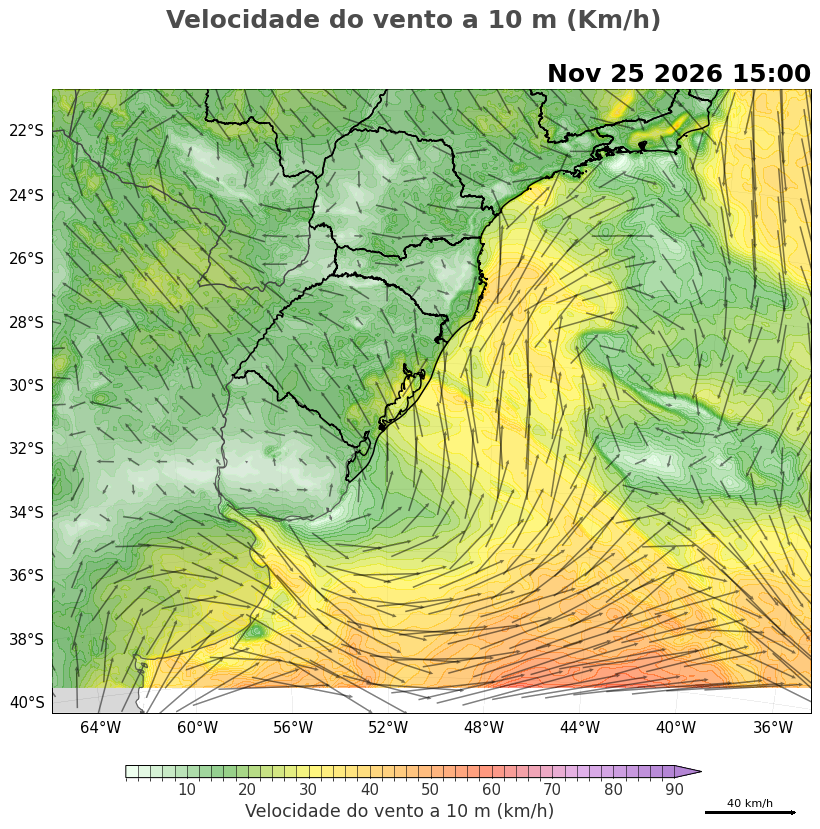 Velocidade do vento a 10 m (Km/h)
Nov 25 2026 15:00
22°S
24°S
26°S
28°S
30°S
32°S
34°S
36°S
38°S
40°S
64°W 60°W 56°W 52°W 48°W 44°W 40°W 36°W
10 20 30 40 50 60 70 80 90
Velocidade do vento a 10 m (km/h)
40 km/h